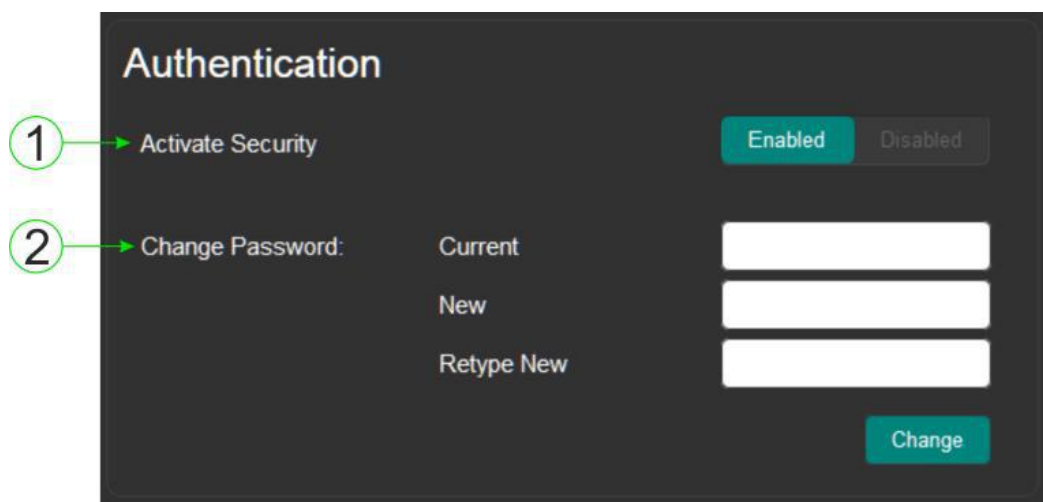 Authentication
1 Activate Security Enabled Disabled
2 Change Password: Current
New
Retype New
Change